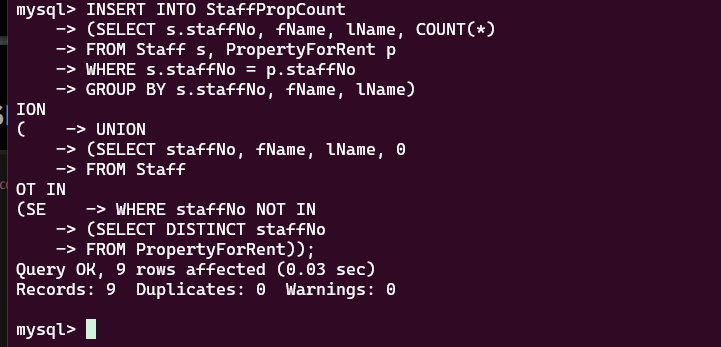 mysql> INSERT INTO StaffPropCount
    -> (SELECT s.staffNo, fName, lName, COUNT(*)
    -> FROM Staff s, PropertyForRent p
    -> WHERE s.staffNo = p.staffNo
    -> GROUP BY s.staffNo, fName, lName)
ION
(    -> UNION
    -> (SELECT staffNo, fName, lName, 0
    -> FROM Staff
OT IN
(SE    -> WHERE staffNo NOT IN
    -> (SELECT DISTINCT staffNo
    -> FROM PropertyForRent));
Query OK, 9 rows affected (0.03 sec)
Records: 9  Duplicates: 0  Warnings: 0
mysql>